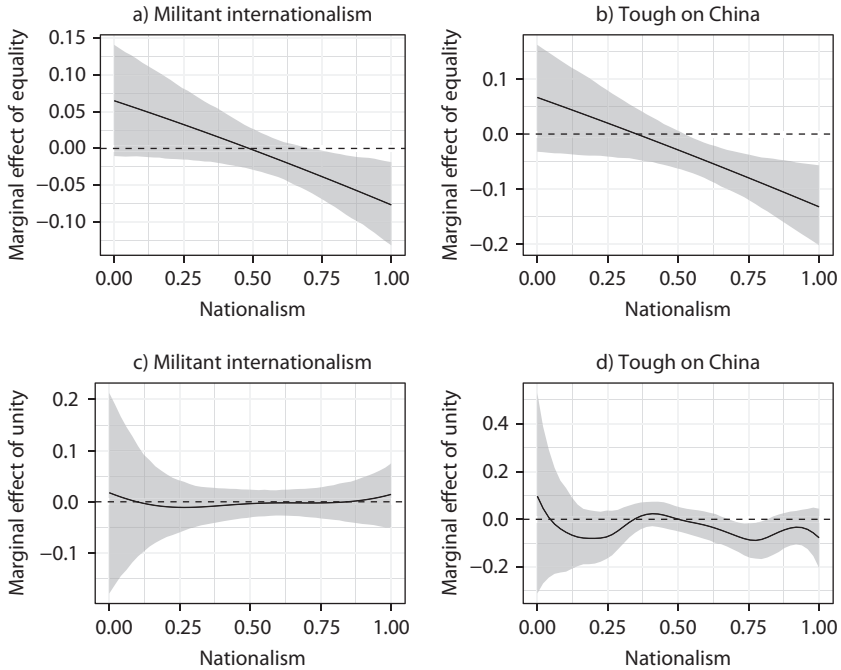 a) Militant internationalism
Marginal effect of equality
0.15
0.10
0.05
0.00
−0.05
−0.10
0.00 0.25 0.50 0.75 1.00
Nationalism
b) Tough on China
Marginal effect of equality
0.1
0.0
−0.1
−0.2
0.00 0.25 0.50 0.75 1.00
Nationalism
c) Militant internationalism
Marginal effect of unity
0.2
0.1
0.0
−0.1
0.00 0.25 0.50 0.75 1.00
Nationalism
d) Tough on China
Marginal effect of unity
0.4
0.2
0.0
−0.2
0.00 0.25 0.50 0.75 1.00
Nationalism